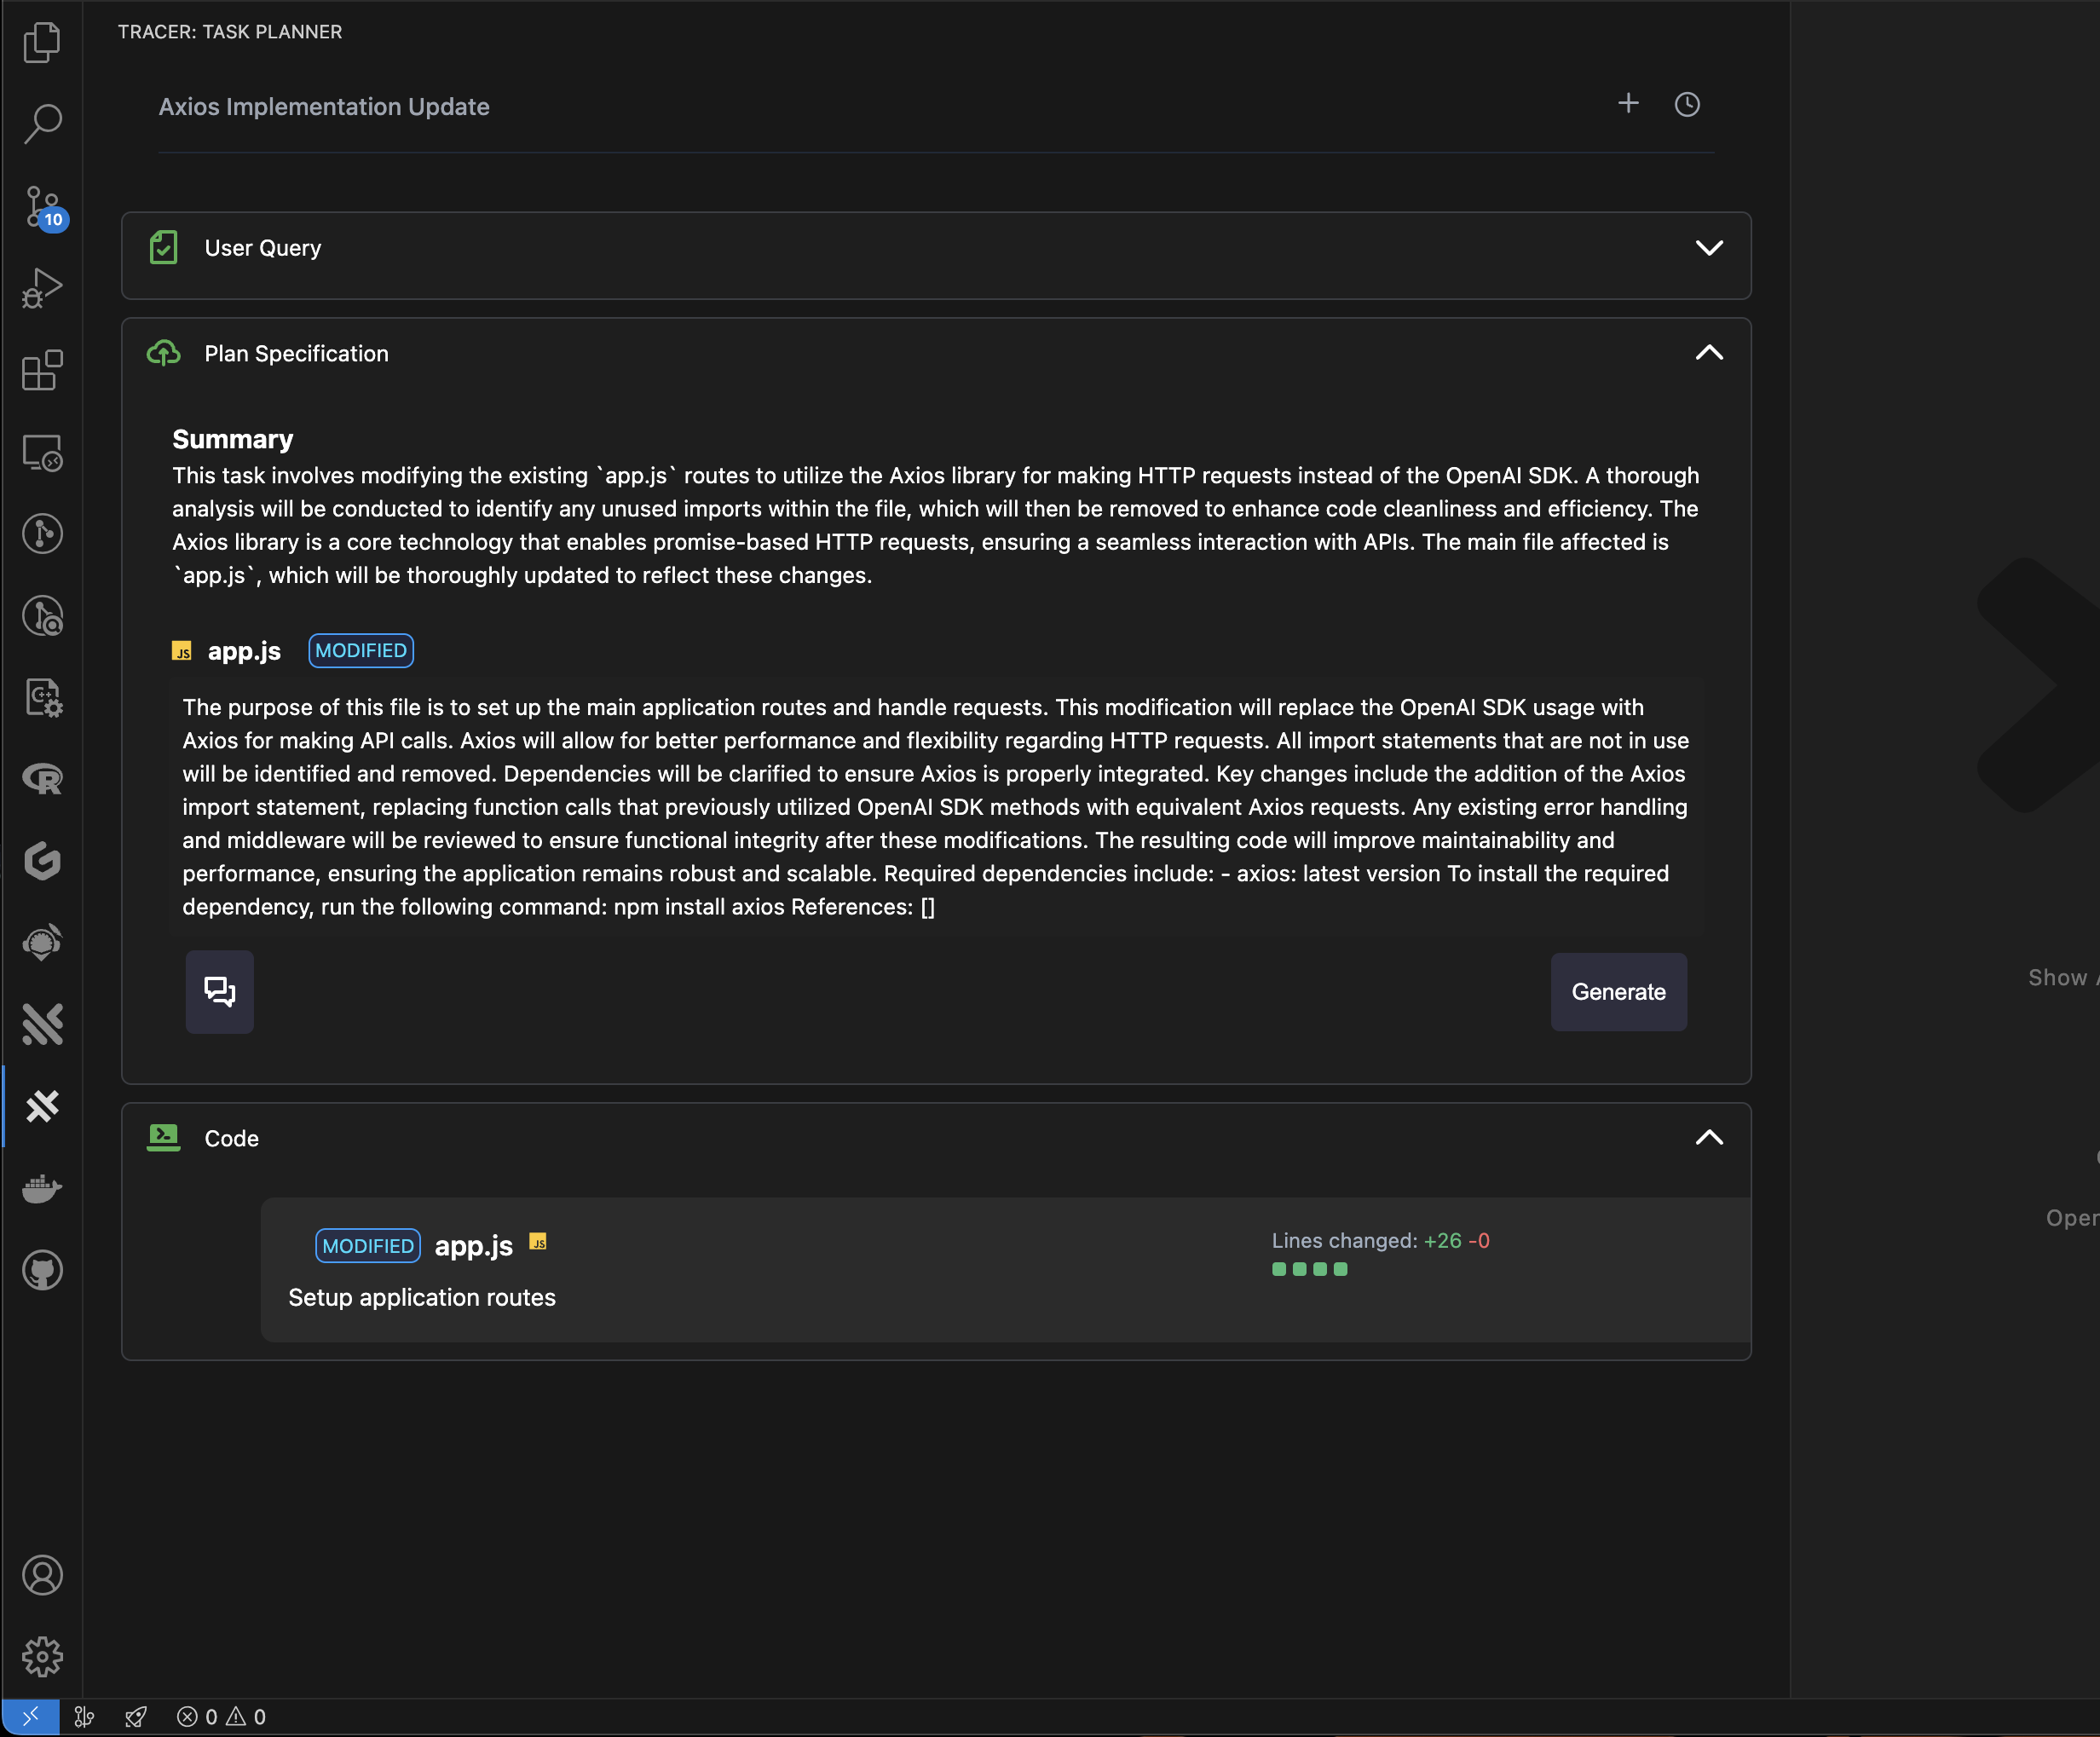 TRACER: TASK PLANNER
Axios Implementation Update
10
User Query
Plan Specification
Summary
This task involves modifying the existing `app.js` routes to utilize the Axios library for making HTTP requests instead of the OpenAI SDK. A thorough
analysis will be conducted to identify any unused imports within the file, which will then be removed to enhance code cleanliness and efficiency. The
Axios library is a core technology that enables promise-based HTTP requests, ensuring a seamless interaction with APIs. The main file affected is
`app.js`, which will be thoroughly updated to reflect these changes.
JS app.js MODIFIED
The purpose of this file is to set up the main application routes and handle requests. This modification will replace the OpenAI SDK usage with
Axios for making API calls. Axios will allow for better performance and flexibility regarding HTTP requests. All import statements that are not in use
will be identified and removed. Dependencies will be clarified to ensure Axios is properly integrated. Key changes include the addition of the Axios
import statement, replacing function calls that previously utilized OpenAI SDK methods with equivalent Axios requests. Any existing error handling
and middleware will be reviewed to ensure functional integrity after these modifications. The resulting code will improve maintainability and
performance, ensuring the application remains robust and scalable. Required dependencies include: - axios: latest version To install the required
dependency, run the following command: npm install axios References: []
Generate
Show
Code
MODIFIED app.js JS
Lines changed: +26 -0
Setup application routes
0 0